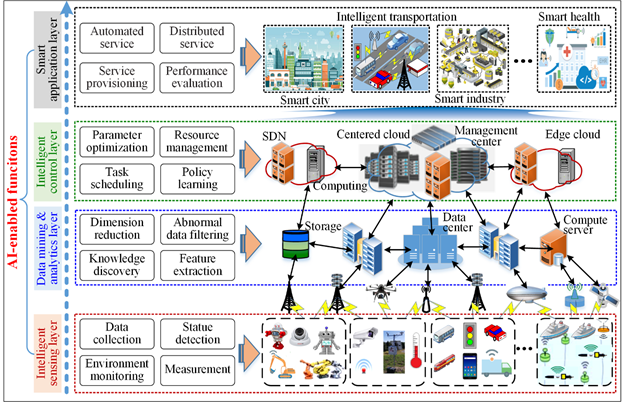 AI-enabled funcitons
Smart
application layer
Automated
service
Distributed
service
Service
provisioning
Performance
evaluation
Intelligent transportation
Smart health
Smart city
Smart industry
Intelligent
control layer
Parameter
optimization
Resource
management
Task
scheduling
Policy
learning
SDN
Centered cloud
Management
center
Edge cloud
Computing
Data mining &
analytics layer
Dimension
reduction
Abnormal
data filtering
Knowledge
discovery
Feature
extraction
Storage
Data
center
Compute
server
Intelligent
sensing layer
Data
collection
Statue
detection
Environment
monitoring
Measurement